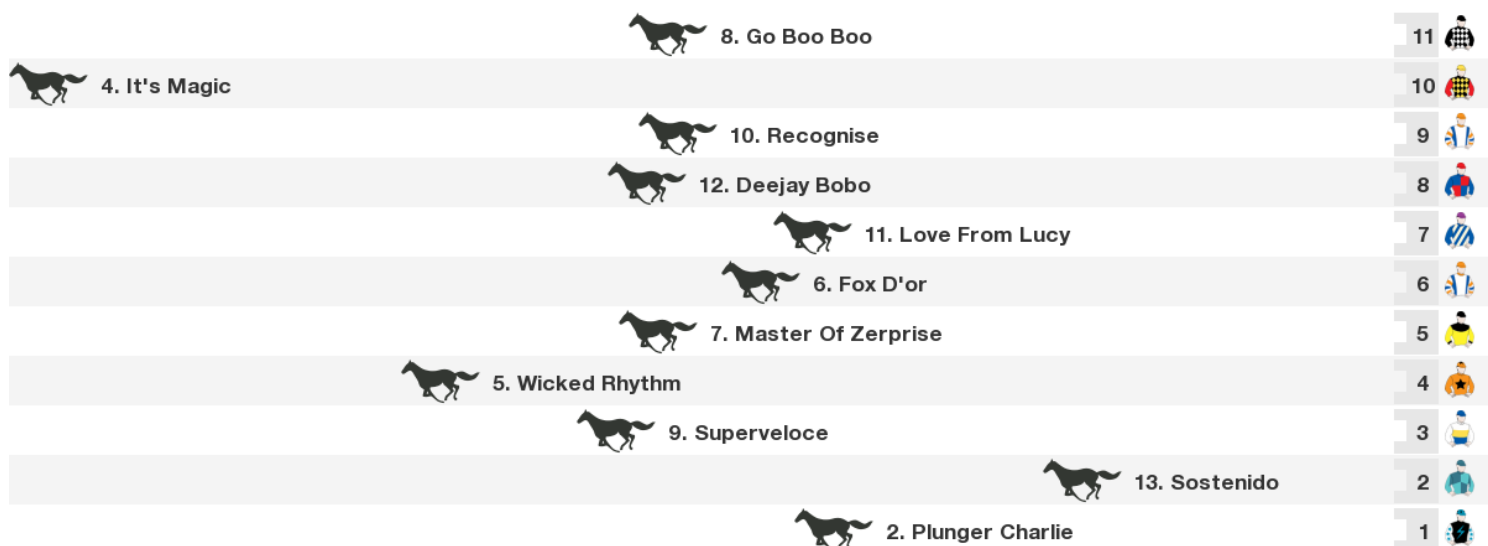 8. Go Boo Boo 11
4. It's Magic 10
10. Recognise 9
12. Deejay Bobo 8
11. Love From Lucy 7
6. Fox D'or 6
7. Master Of Zerprise 5
5. Wicked Rhythm 4
9. Superveloce 3
13. Sostenido 2
2. Plunger Charlie 1